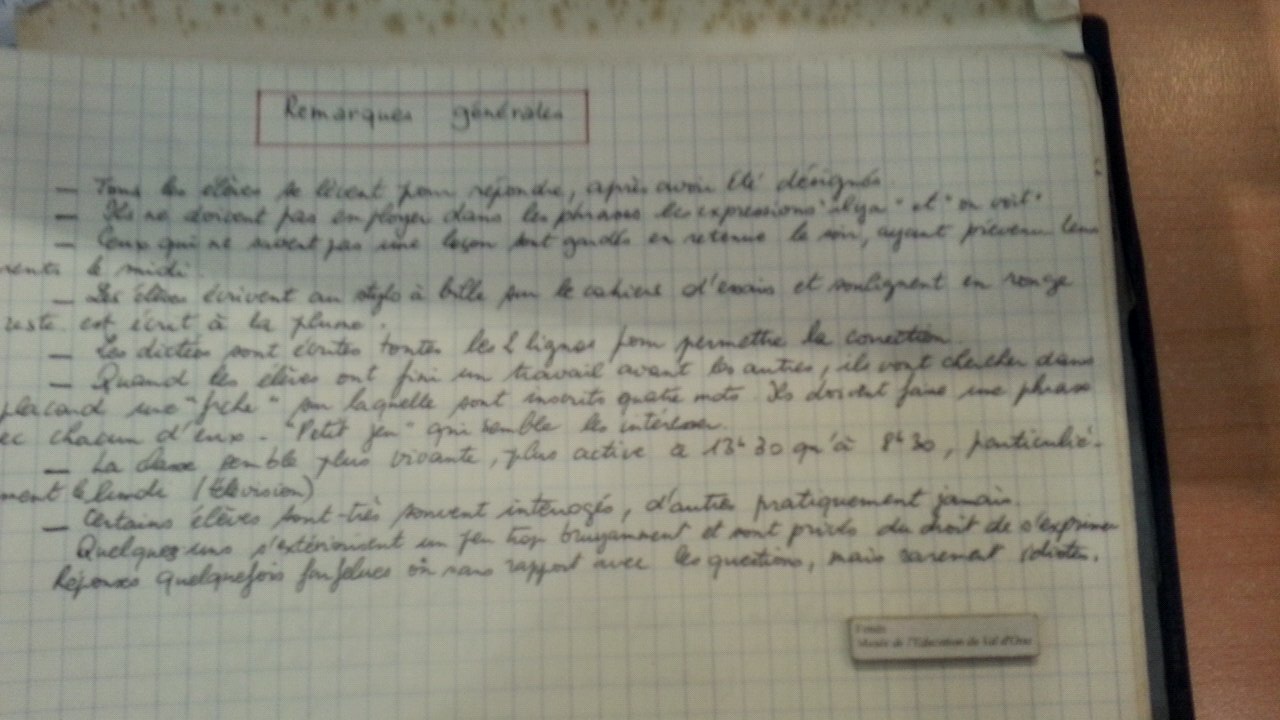 Remarques générales
— Tous les élèves se lèvent pour répondre, après avoir été désignés
— Ils ne doivent pas employer dans les phrases les expressions "il y a" et "on voit"
— Ceux qui ne savent pas une leçon sont gardés en retenue le soir, ayant prévenu leurs
rents le midi.
— Les élèves écrivent au stylo à bille sur le cahiers d'essais et soulignent en rouge
reste est écrit à la plume.
— Les dictées sont écrites toutes les 2 lignes pour permettre la correction.
— Quand les élèves ont fini un travail avant les autres, ils vont chercher dans
placard une "fiche" sur laquelle sont inscrits quatre mots. Ils doivent faire une phrase
ec chacun d'eux. "Petit jeu" qui semble les intéresser.
— La classe semble plus vivante, plus active à 13h30 qu'à 8h30, particuliè-
ment le lundi (télévision)
— Certains élèves sont très souvent interrogés, d'autres pratiquement jamais.
Quelques-uns s'extériorisent un peu trop bruyamment et sont privés du droit de s'exprimer
Réponses quelquefois farfelues ou sans rapport avec les questions, mais rarement idiotes.
Musée de l'Education du Val d'Oise